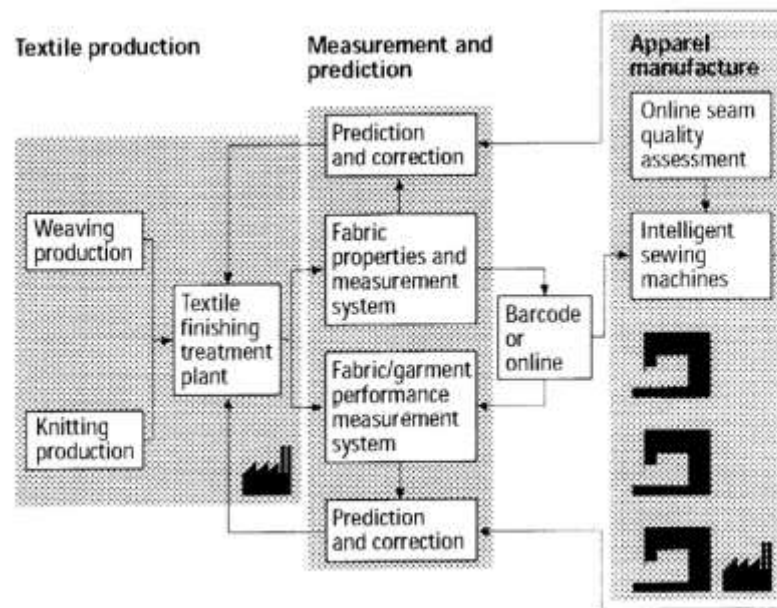 Textile production
Measurement and
prediction
Apparel
manufacture
Prediction
and correction
Online seam
quality
assessment
Weaving
production
Fabric
properties and
measurement
system
Intelligent
sewing
machines
Textile
finishing
treatment
plant
Barcode
or
online
Fabric/garment
performance
measurement
system
Knitting
production
Prediction
and correction